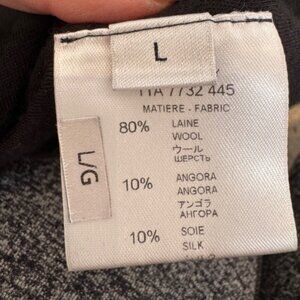 L
7732 445
MATIERE - FABRIC
80% LAINE
WOOL
ウール
ШЕРСТЬ
10% ANGORA
ANGORA
アンゴラ
АНГОРА
10% SOIE
SILK
L/G